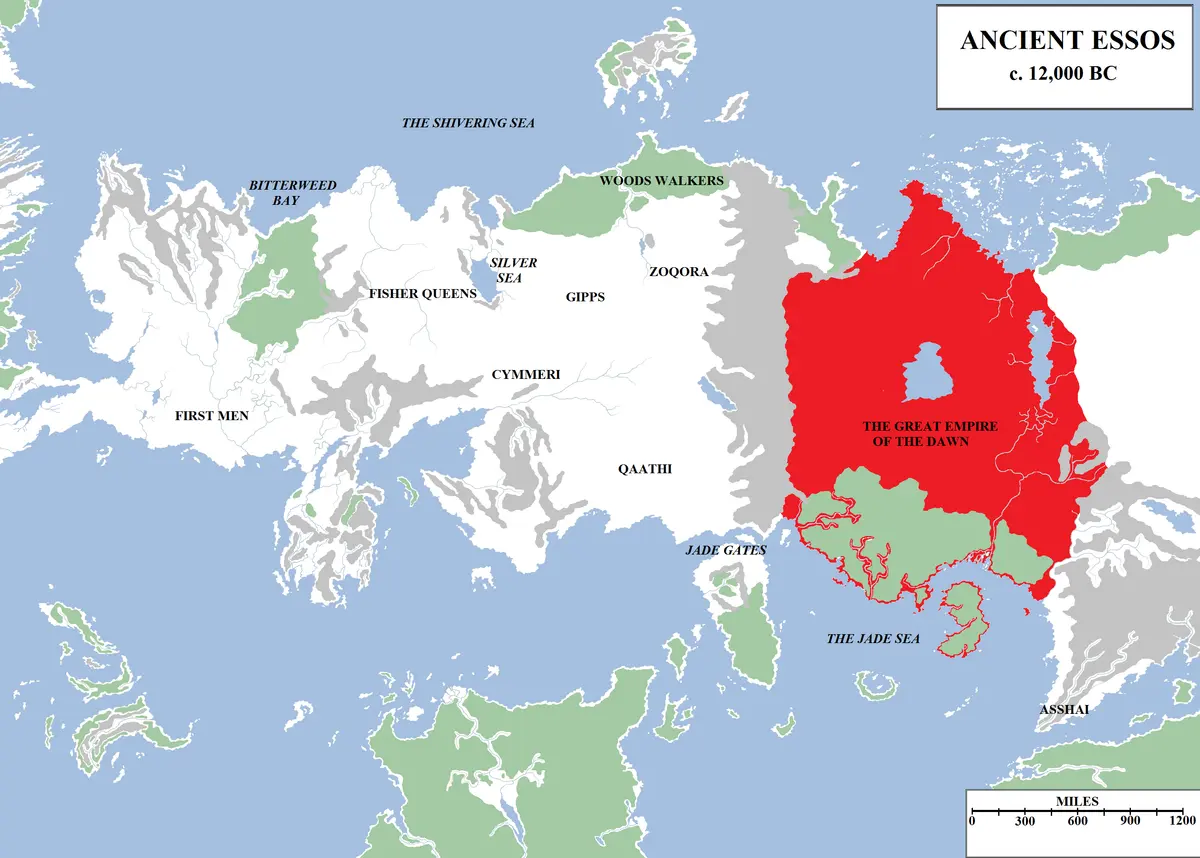 ANCIENT ESSOS
c. 12,000 BC
THE SHIVERING SEA
BITTERWEED
BAY
WOODS WALKERS
SILVER
SEA
ZOQORA
FISHER QUEENS
GIPPS
CYMMERI
FIRST MEN
THE GREAT EMPIRE
OF THE DAWN
QAATHI
JADE GATES
THE JADE SEA
ASSHAI
MILES
0 300 600 900 1200